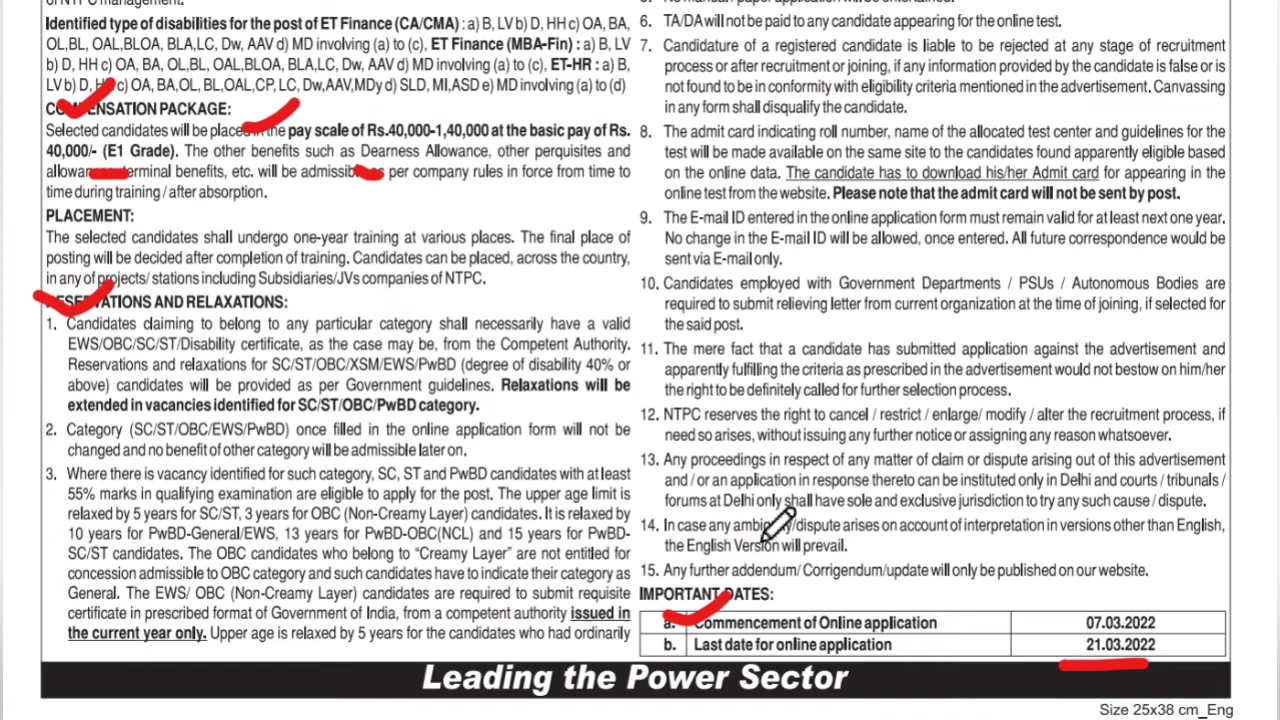 of NTPC management.
Identified type of disabilities for the post of ET Finance (CA/CMA) : a) B, LV b) D, HH c) OA, BA,
OL,BL, OAL,BLOA, BLA,LC, Dw, AAV d) MD involving (a) to (c), ET Finance (MBA-Fin) : a) B, LV
b) D, HH c) OA, BA, OL,BL, OAL,BLOA, BLA,LC, Dw, AAV d) MD involving (a) to (c), ET-HR : a) B,
LV b) D, c) OA, BA,OL, BL,OAL,CP, LC, Dw,AAV,MDy d) SLD, MI,ASD e) MD involving (a) to (d)
COMPENSATION PACKAGE:
Selected candidates will be placed in the pay scale of Rs.40,000-1,40,000 at the basic pay of Rs.
40,000/- (E1 Grade). The other benefits such as Dearness Allowance, other perquisites and
terminal benefits, etc. will be admissible as per company rules in force from time to
time during training / after absorption.
PLACEMENT:
The selected candidates shall undergo one-year training at various places. The final place of
posting will be decided after completion of training. Candidates can be placed, across the country,
in any of projects/ stations including Subsidiaries/JVs companies of NTPC.
RESERVATIONS AND RELAXATIONS:
1. Candidates claiming to belong to any particular category shall necessarily have a valid
EWS/OBC/SC/ST/Disability certificate, as the case may be, from the Competent Authority.
Reservations and relaxations for SC/ST/OBC/XSM/EWS/PwBD (degree of disability 40% or
above) candidates will be provided as per Government guidelines. Relaxations will be
extended in vacancies identified for SC/ST/OBC/PwBD category.
2. Category (SC/ST/OBC/EWS/PwBD) once filled in the online application form will not be
changed and no benefit of other category will be admissible later on.
3. Where there is vacancy identified for such category, SC, ST and PwBD candidates with at least
55% marks in qualifying examination are eligible to apply for the post. The upper age limit is
relaxed by 5 years for SC/ST, 3 years for OBC (Non-Creamy Layer) candidates. It is relaxed by
10 years for PwBD-General/EWS, 13 years for PwBD-OBC(NCL) and 15 years for PwBD-
SC/ST candidates. The OBC candidates who belong to “Creamy Layer” are not entitled for
concession admissible to OBC category and such candidates have to indicate their category as
General. The EWS/ OBC (Non-Creamy Layer) candidates are required to submit requisite
certificate in prescribed format of Government of India, from a competent authority issued in
the current year only. Upper age is relaxed by 5 years for the candidates who had ordinarily
6. TA/DA will not be paid to any candidate appearing for the online test.
7. Candidature of a registered candidate is liable to be rejected at any stage of recruitment
process or after recruitment or joining, if any information provided by the candidate is false or is
not found to be in conformity with eligibility criteria mentioned in the advertisement. Canvassing
in any form shall disqualify the candidate.
8. The admit card indicating roll number, name of the allocated test center and guidelines for the
test will be made available on the same site to the candidates found apparently eligible based
on the online data. The candidate has to download his/her Admit card for appearing in the
online test from the website. Please note that the admit card will not be sent by post.
9. The E-mail ID entered in the online application form must remain valid for at least next one year.
No change in the E-mail ID will be allowed, once entered. All future correspondence would be
sent via E-mail only.
10. Candidates employed with Government Departments / PSUs / Autonomous Bodies are
required to submit relieving letter from current organization at the time of joining, if selected for
the said post.
11. The mere fact that a candidate has submitted application against the advertisement and
apparently fulfilling the criteria as prescribed in the advertisement would not bestow on him/her
the right to be definitely called for further selection process.
12. NTPC reserves the right to cancel / restrict / enlarge/ modify / alter the recruitment process, if
need so arises, without issuing any further notice or assigning any reason whatsoever.
13. Any proceedings in respect of any matter of claim or dispute arising out of this advertisement
and / or an application in response thereto can be instituted only in Delhi and courts / tribunals /
forums at Delhi only shall have sole and exclusive jurisdiction to try any such cause / dispute.
14. In case any ambiguity/dispute arises on account of interpretation in versions other than English,
the English Version will prevail.
15. Any further addendum/ Corrigendum/update will only be published on our website.
IMPORTANT DATES:
a. Commencement of Online application 07.03.2022
b. Last date for online application 21.03.2022
Leading the Power Sector
Size 25x38 cm_Eng